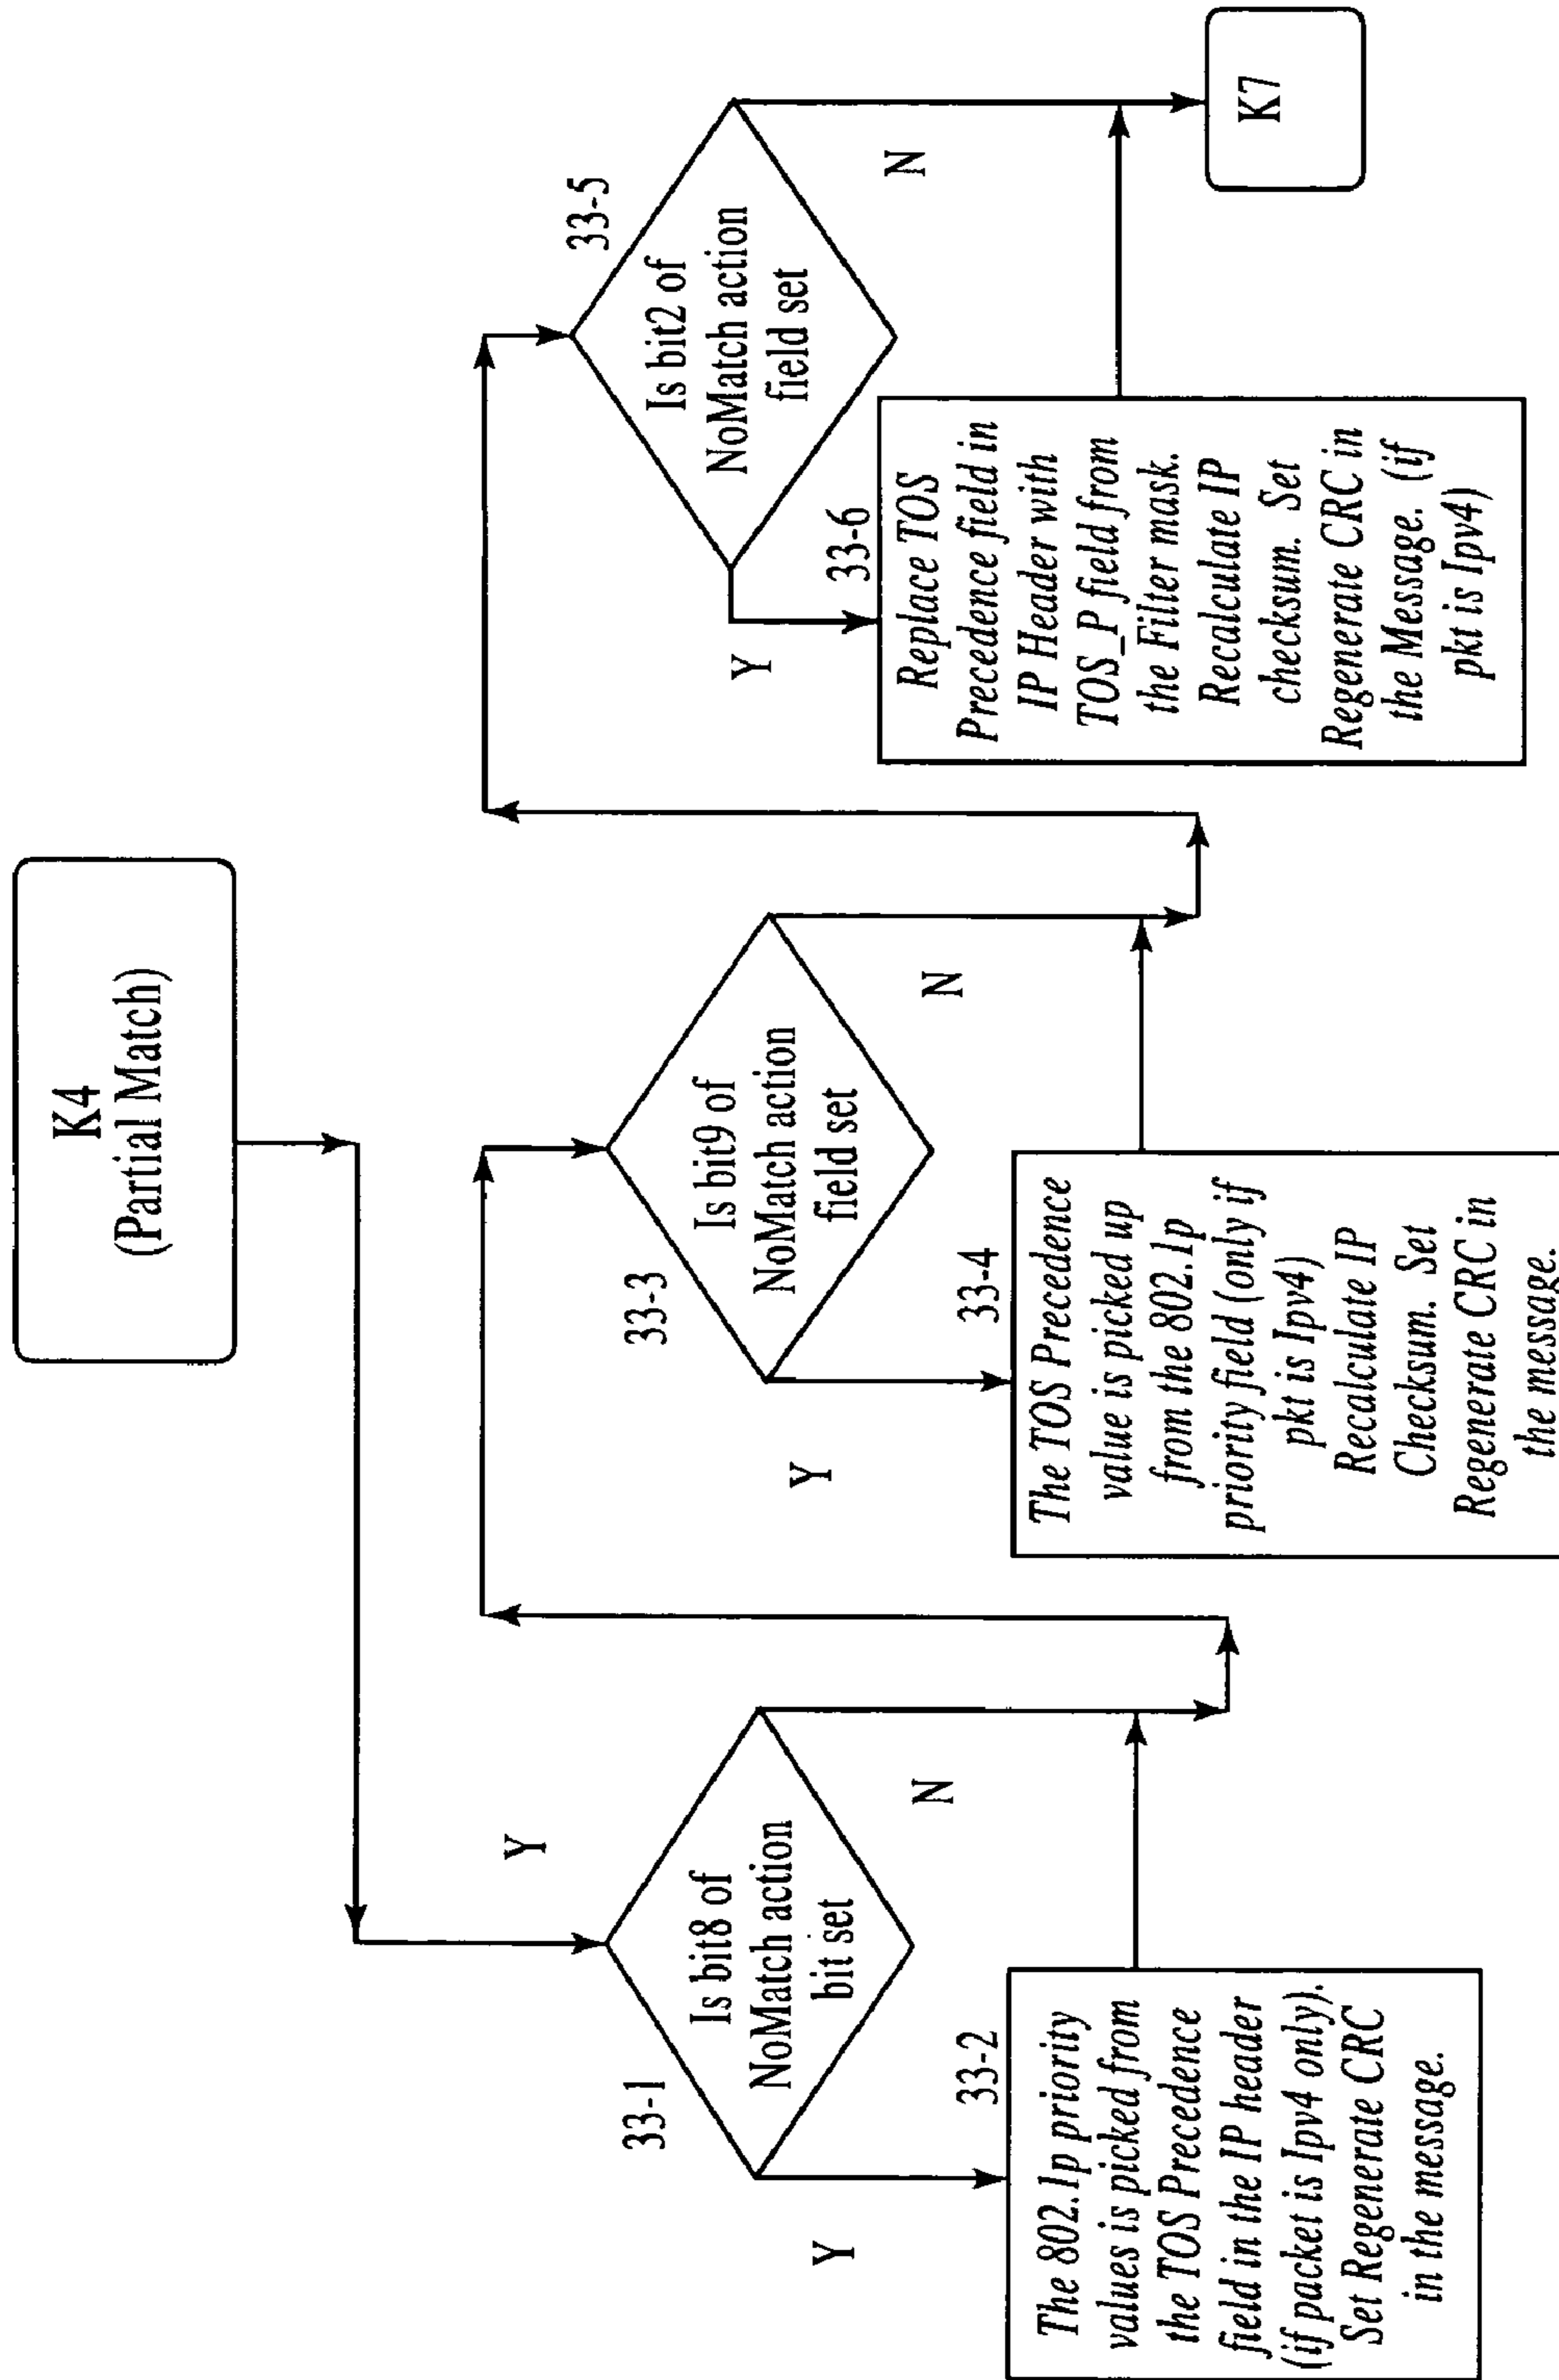 K4
(Partial Match)
Y
33-1
Is bit8 of
NoMatch action
bit set
Y
N
33-2
The 802.1p priority
values is picked from
the TOS Precedence
field in the IP header
(if packet is Ipv4 only).
Set Regenerate CRC
in the message.
33-3
Is bit9 of
NoMatch action
field set
Y
N
33-4
The TOS Precedence
value is picked up
from the 802.1p
priority field (only if
pkt is Ipv4)
Recalculate IP
Checksum. Set
Regenerate CRC in
the message.
33-5
Is bit2 of
NoMatch action
field set
Y
N
33-6
Replace TOS
Precedence field in
IP Header with
TOS_P field from
the Filter mask.
Recalculate IP
checksum. Set
Regenerate CRC in
the Message. (if
pkt is Ipv4)
K7